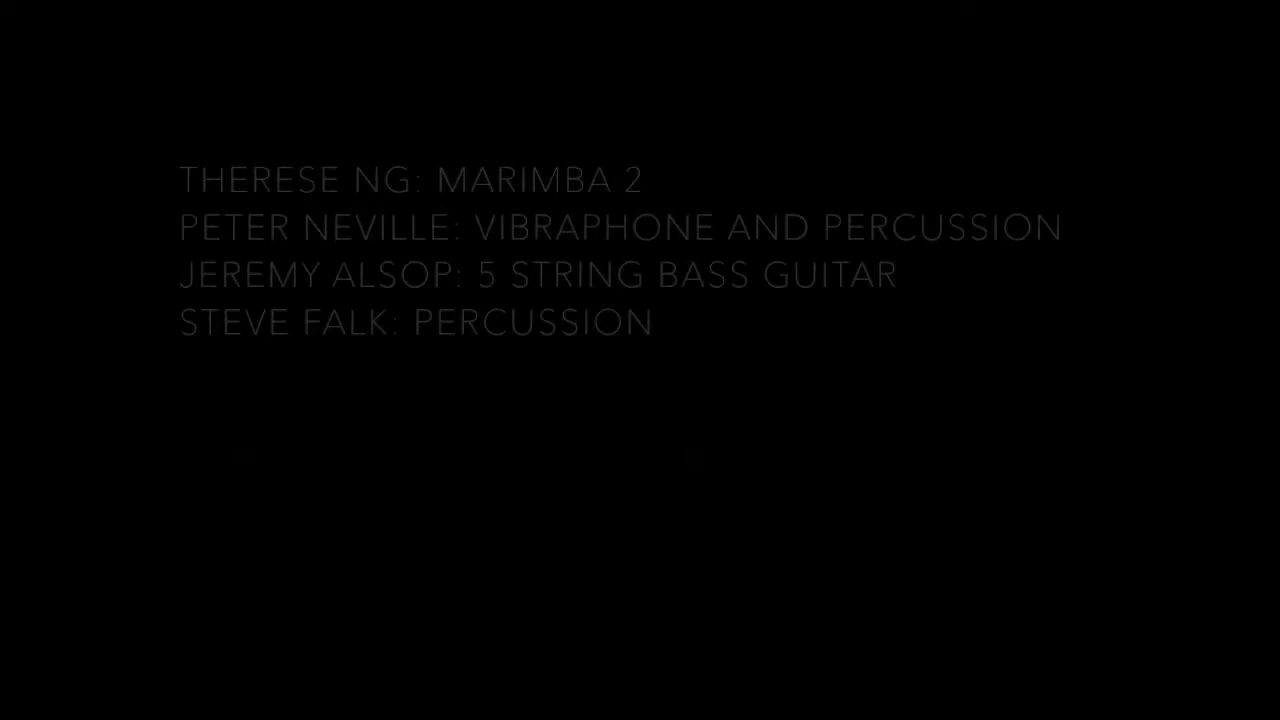 THERESE NG: MARIMBA 2
PETER NEVILLE: VIBRAPHONE AND PERCUSSION
JEREMY ALSOP: 5 STRING BASS GUITAR
STEVE FALK: PERCUSSION